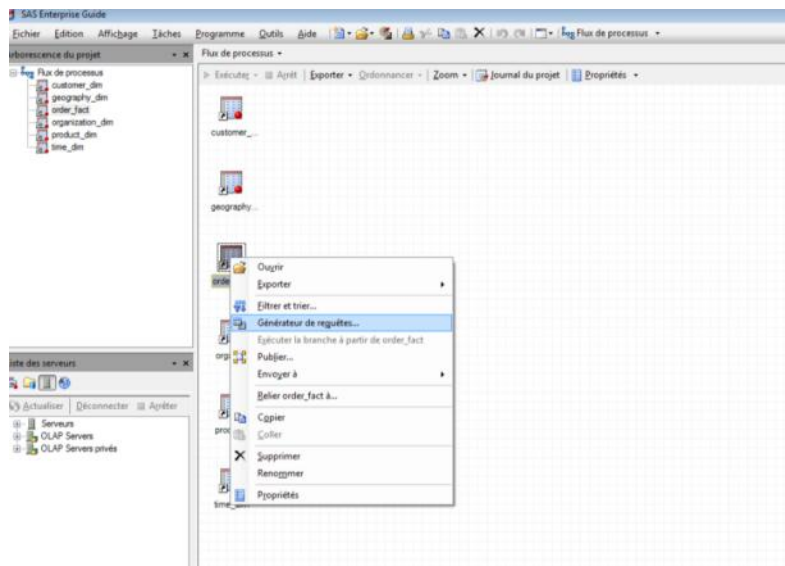 SAS Enterprise Guide
Fichier Edition Affichage Tâches Programme Outils Aide Flux de processus
Arborescence du projet
Flux de processus
customer_dim
geography_dim
order_fact
organization_dim
product_dim
time_dim
Flux de processus
Exécuter Arrêt Exporter Ordonnancer Zoom Journal du projet Propriétés
customer_...
geography...
Ouvrir
Exporter
Filtrer et trier...
Générateur de requêtes...
Exécuter la branche à partir de order_fact
Publier...
Envoyer à
Relier order_fact à...
Copier
Coller
Supprimer
Renommer
Propriétés
Liste des serveurs
Actualiser Déconnecter Arrêter
Serveurs
OLAP Servers
OLAP Servers privés